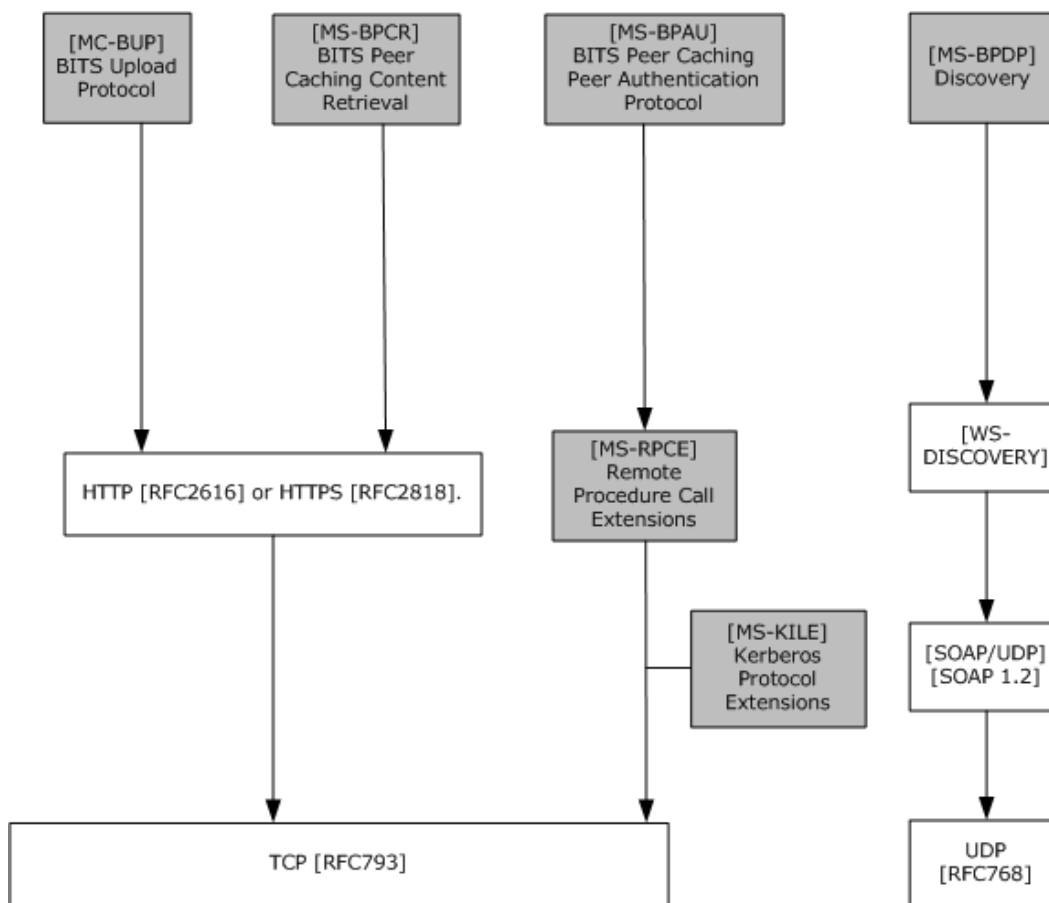 [MC-BUP]
BITS Upload
Protocol
[MS-BPCR]
BITS Peer
Caching Content
Retrieval
[MS-BPAU]
BITS Peer Caching
Peer Authentication
Protocol
[MS-BPDP]
Discovery
HTTP [RFC2616] or HTTPS [RFC2818].
[MS-RPCE]
Remote
Procedure Call
Extensions
[WS-
DISCOVERY]
[MS-KILE]
Kerberos
Protocol
Extensions
[SOAP/UDP]
[SOAP 1.2]
TCP [RFC793]
UDP
[RFC768]